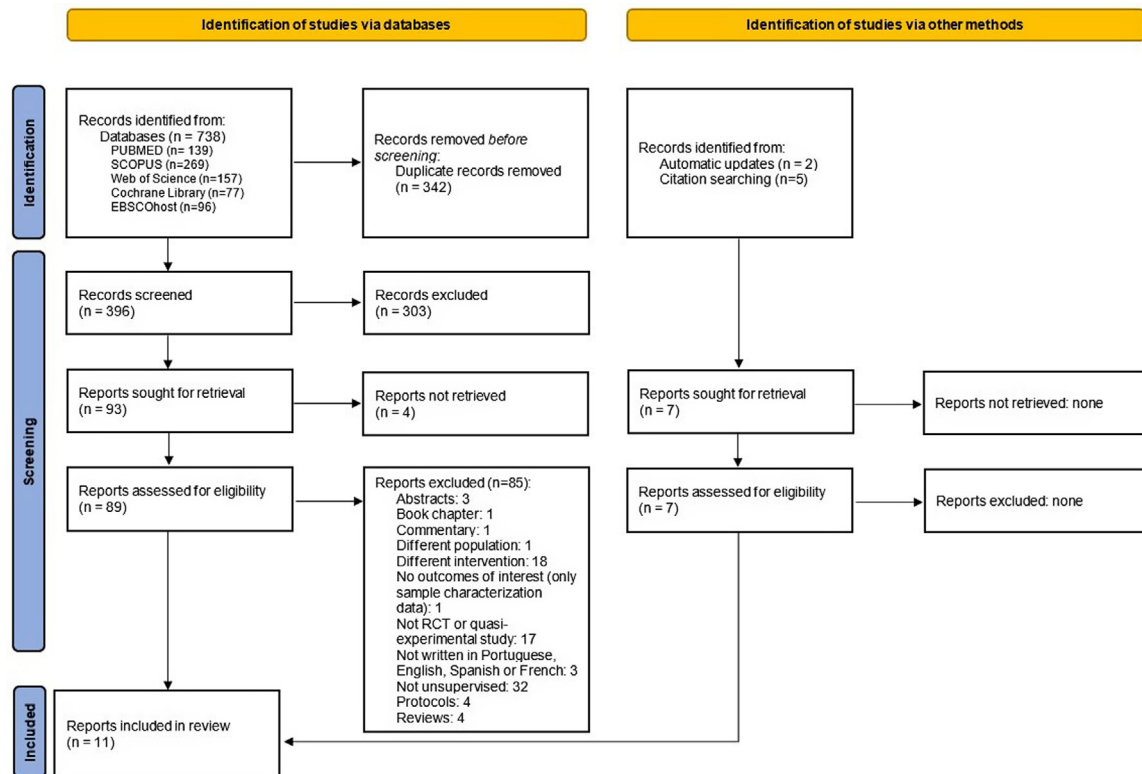 Identification of studies via databases
Identification of studies via other methods
Identification
Records identified from:
Databases (n = 738)
PUBMED (n= 139)
SCOPUS (n=269)
Web of Science (n=157)
Cochrane Library (n=77)
EBSCOhost (n=96)
Records removed before
screening:
Duplicate records removed
(n = 342)
Records identified from:
Automatic updates (n = 2)
Citation searching (n=5)
Screening
Records screened
(n = 396)
Records excluded
(n = 303)
Reports sought for retrieval
(n = 93)
Reports not retrieved
(n = 4)
Reports sought for retrieval
(n = 7)
Reports not retrieved: none
Reports assessed for eligibility
(n = 89)
Reports excluded (n=85):
Abstracts: 3
Book chapter: 1
Commentary: 1
Different population: 1
Different intervention: 18
No outcomes of interest (only
sample characterization
data): 1
Not RCT or quasi-
experimental study: 17
Not written in Portuguese,
English, Spanish or French: 3
Not unsupervised: 32
Protocols: 4
Reviews: 4
Reports assessed for eligibility
(n = 7)
Reports excluded: none
Included
Reports included in review
(n = 11)